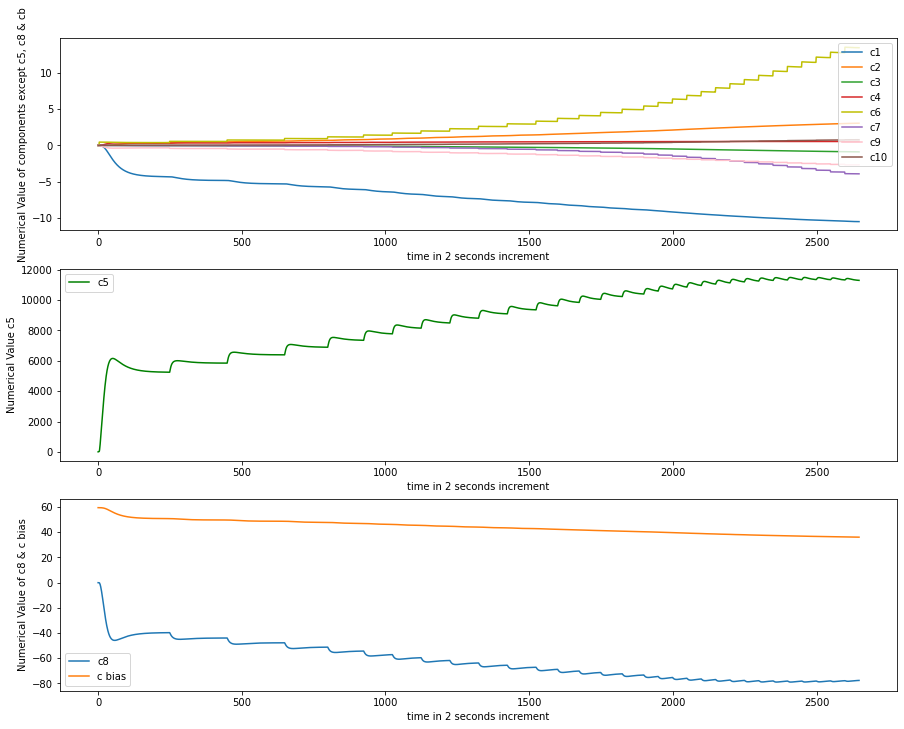 Numerical Value of components except c5, c8 & cb
10
5
0
−5
−10
c1
c2
c3
c4
c6
c7
c9
c10
0
500
1000
1500
2000
2500
time in 2 seconds increment
Numerical Value c5
12000
10000
8000
6000
4000
2000
0
c5
0
500
1000
1500
2000
2500
time in 2 seconds increment
Numerical Value of c8 & c bias
60
40
20
0
−20
−40
−60
−80
c8
c bias
0
500
1000
1500
2000
2500
time in 2 seconds increment